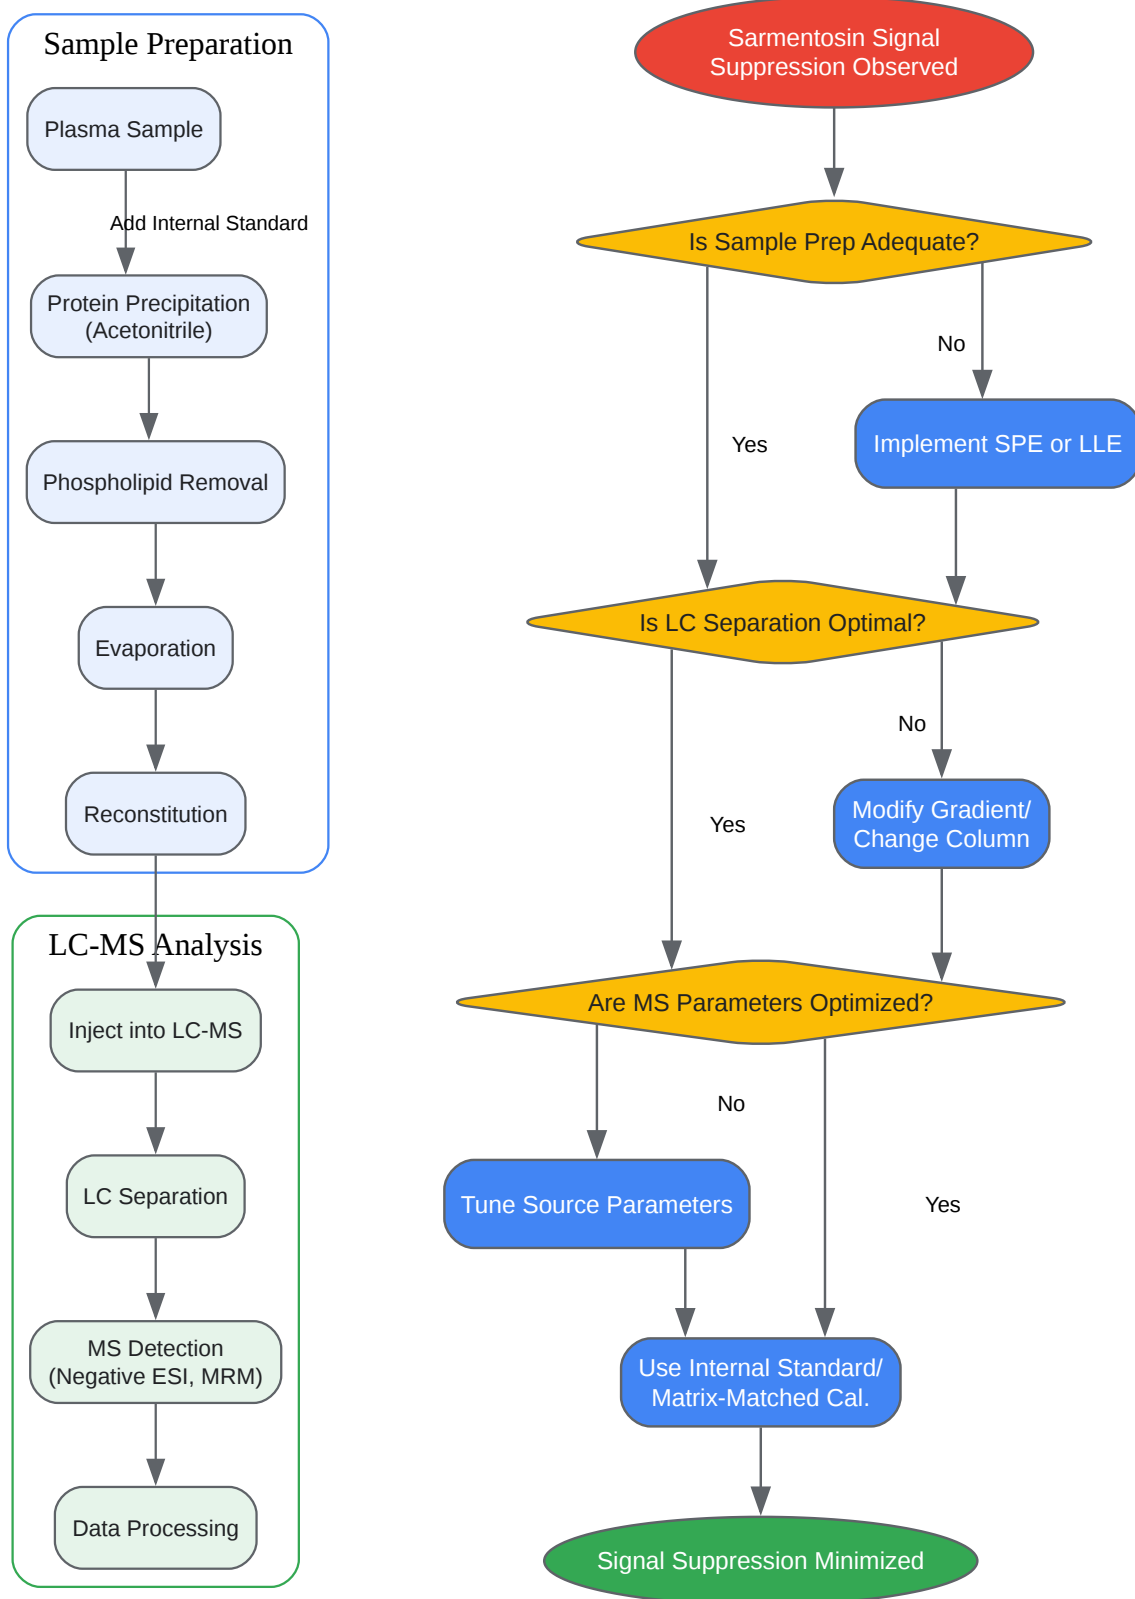 Sample Preparation
Plasma Sample
Add Internal Standard
Protein Precipitation
(Acetonitrile)
Phospholipid Removal
Evaporation
Reconstitution
LC-MS Analysis
Inject into LC-MS
LC Separation
MS Detection
(Negative ESI, MRM)
Data Processing
Sarmentosin Signal
Suppression Observed
Is Sample Prep Adequate?
No
Yes
Implement SPE or LLE
Is LC Separation Optimal?
No
Yes
Modify Gradient/
Change Column
Are MS Parameters Optimized?
No
Tune Source Parameters
Yes
Use Internal Standard/
Matrix-Matched Cal.
Signal Suppression Minimized